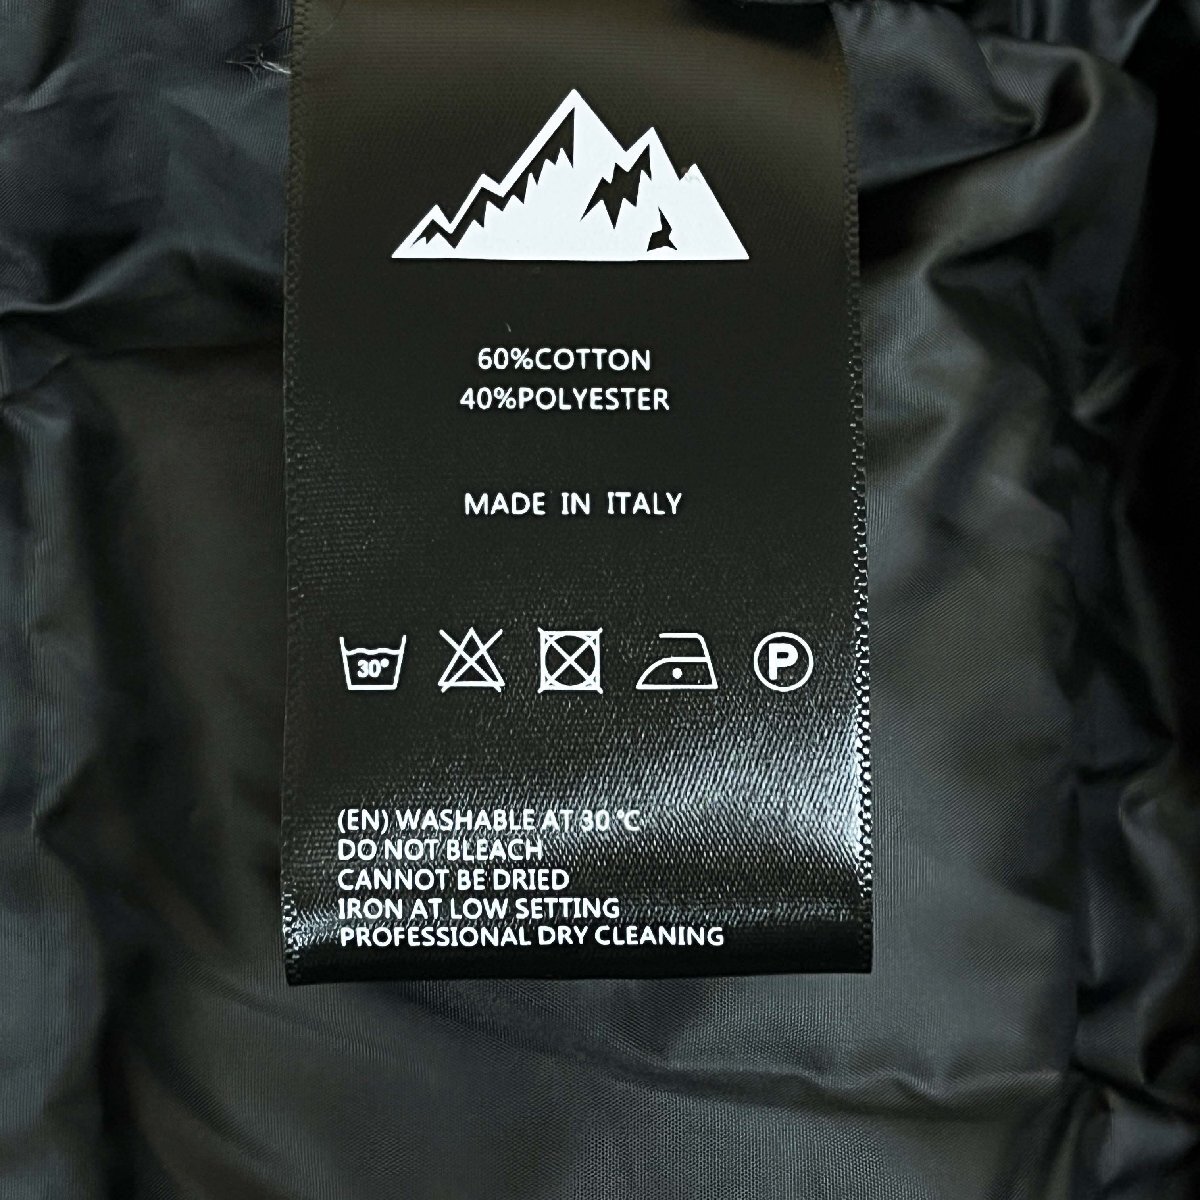 60%COTTON
40%POLYESTER
MADE IN ITALY
30° P
(EN) WASHABLE AT 30 ℃
DO NOT BLEACH
CANNOT BE DRIED
IRON AT LOW SETTING
PROFESSIONAL DRY CLEANING